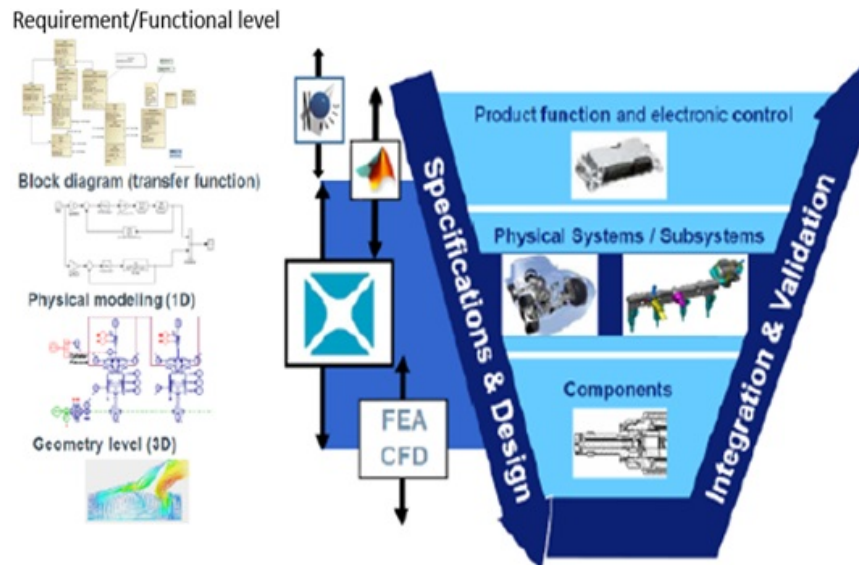 Requirement/Functional level
Block diagram (transfer function)
Physical modeling (1D)
Geometry level (3D)
FEA
CFD
Specifications & Design
Product function and electronic control
Physical Systems / Subsystems
Components
Integration & Validation